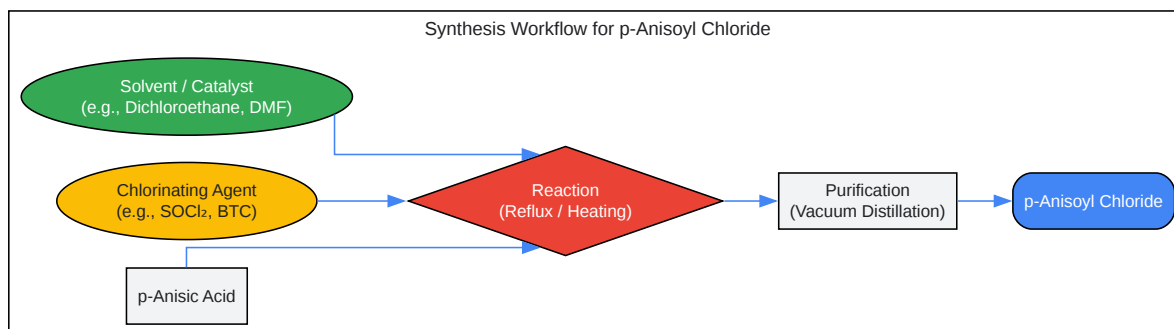 Synthesis Workflow for p-Anisoyl Chloride
Solvent / Catalyst
(e.g., Dichloroethane, DMF)
Chlorinating Agent
(e.g., SOCl₂, BTC)
p-Anisic Acid
Reaction
(Reflux / Heating)
Purification
(Vacuum Distillation)
p-Anisoyl Chloride